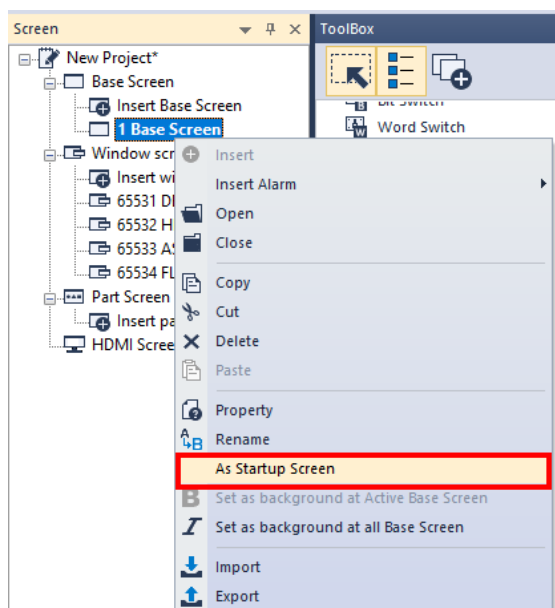 Screen
ToolBox
New Project*
Base Screen
Insert Base Screen
1 Base Screen
Word Switch
Window scr
Insert wi
65531 DI
65532 H
65533 A
65534 FL
Part Screen
Insert pa
HDMI Scree
Insert
Insert Alarm
Open
Close
Copy
Cut
Delete
Paste
Property
Rename
As Startup Screen
Set as background at Active Base Screen
Set as background at all Base Screen
Import
Export